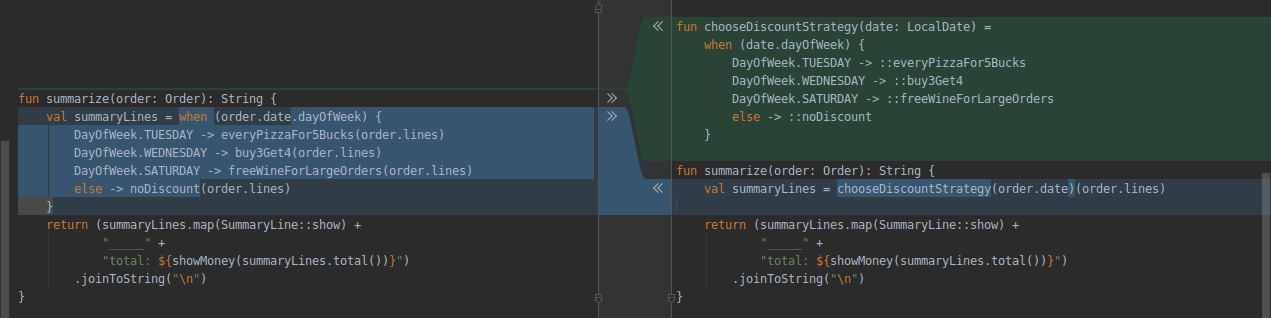 fun summarize(order: Order): String {
    val summaryLines = when (order.date.dayOfWeek) {
        DayOfWeek.TUESDAY -> everyPizzaFor5Bucks(order.lines)
        DayOfWeek.WEDNESDAY -> buy3Get4(order.lines)
        DayOfWeek.SATURDAY -> freeWineForLargeOrders(order.lines)
        else -> noDiscount(order.lines)
    }
    return (summaryLines.map(SummaryLine::show) +
            "_____" +
            "total: ${showMoney(summaryLines.total())}")
        .joinToString("\n")
}
fun chooseDiscountStrategy(date: LocalDate) =
    when (date.dayOfWeek) {
        DayOfWeek.TUESDAY -> ::everyPizzaFor5Bucks
        DayOfWeek.WEDNESDAY -> ::buy3Get4
        DayOfWeek.SATURDAY -> ::freeWineForLargeOrders
        else -> ::noDiscount
    }
fun summarize(order: Order): String {
    val summaryLines = chooseDiscountStrategy(order.date)(order.lines)
    return (summaryLines.map(SummaryLine::show) +
            "_____" +
            "total: ${showMoney(summaryLines.total())}")
        .joinToString("\n")
}